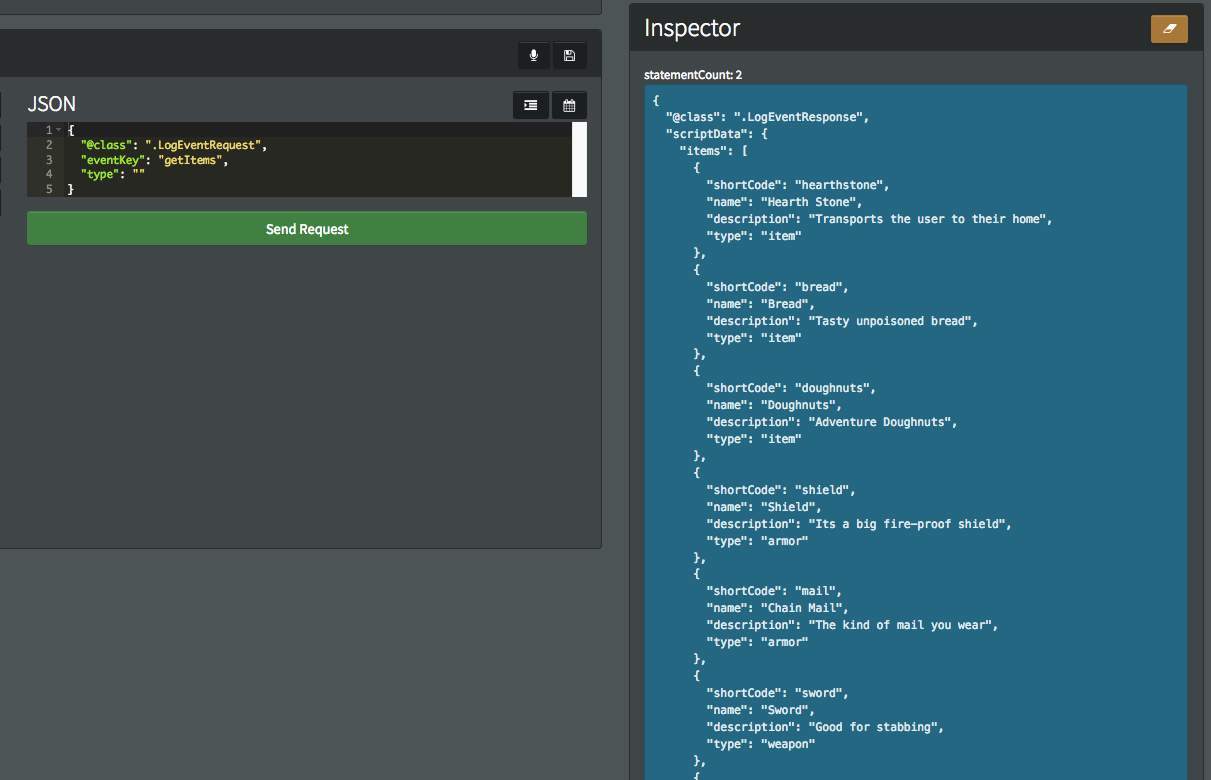 JSON
1 {
2 "@class": ".LogEventRequest",
3 "eventKey": "getItems",
4 "type": ""
5 }
Send Request
Inspector
statementCount: 2
{
"@class": ".LogEventResponse",
"scriptData": {
"items": [
{
"shortCode": "hearthstone",
"name": "Hearth Stone",
"description": "Transports the user to their home",
"type": "item"
},
{
"shortCode": "bread",
"name": "Bread",
"description": "Tasty unpoisoned bread",
"type": "item"
},
{
"shortCode": "doughnuts",
"name": "Doughnuts",
"description": "Adventure Doughnuts",
"type": "item"
},
{
"shortCode": "shield",
"name": "Shield",
"description": "Its a big fire-proof shield",
"type": "armor"
},
{
"shortCode": "mail",
"name": "Chain Mail",
"description": "The kind of mail you wear",
"type": "armor"
},
{
"shortCode": "sword",
"name": "Sword",
"description": "Good for stabbing",
"type": "weapon"
},
{